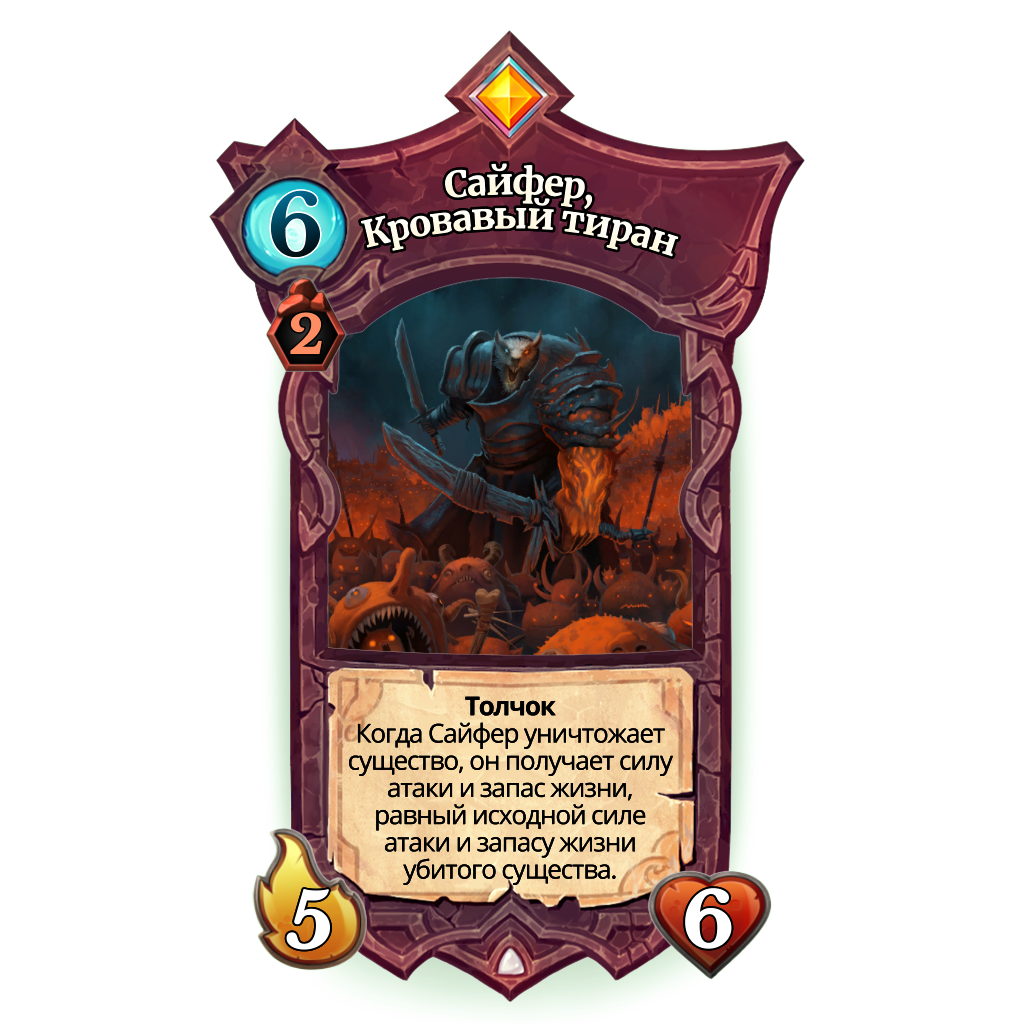 Сайфер,
Кровавый тиран
6
2
Толчок
Когда Сайфер уничтожает
существо, он получает силу
атаки и запас жизни,
равный исходной силе
атаки и запасу жизни
убитого существа.
5
6